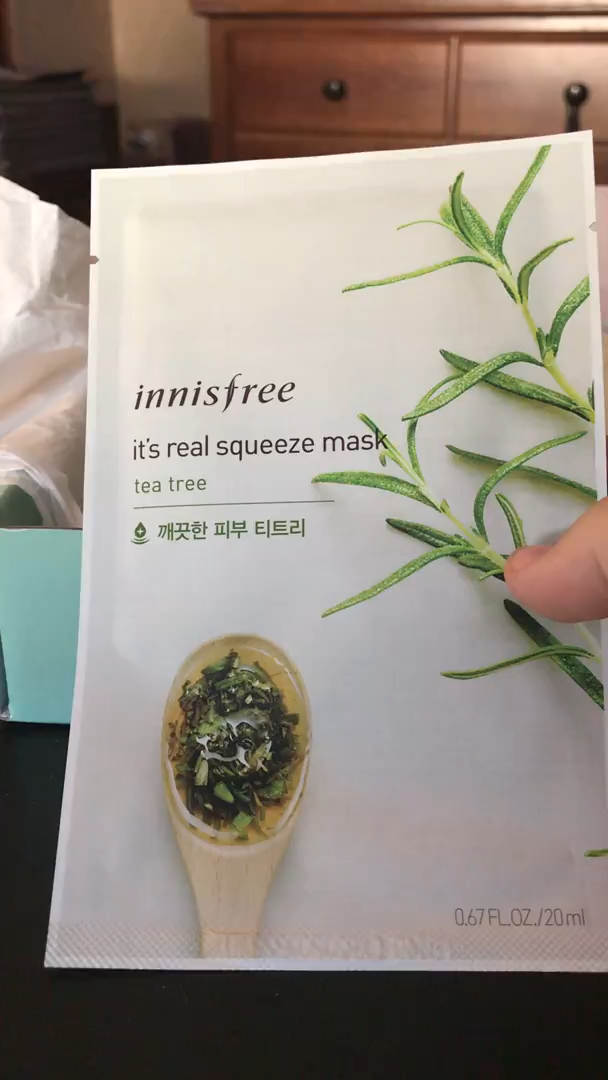 innisfree
it's real squeeze mask
tea tree
깨끗한 피부 티트리
0.67 FL.OZ./20 ml